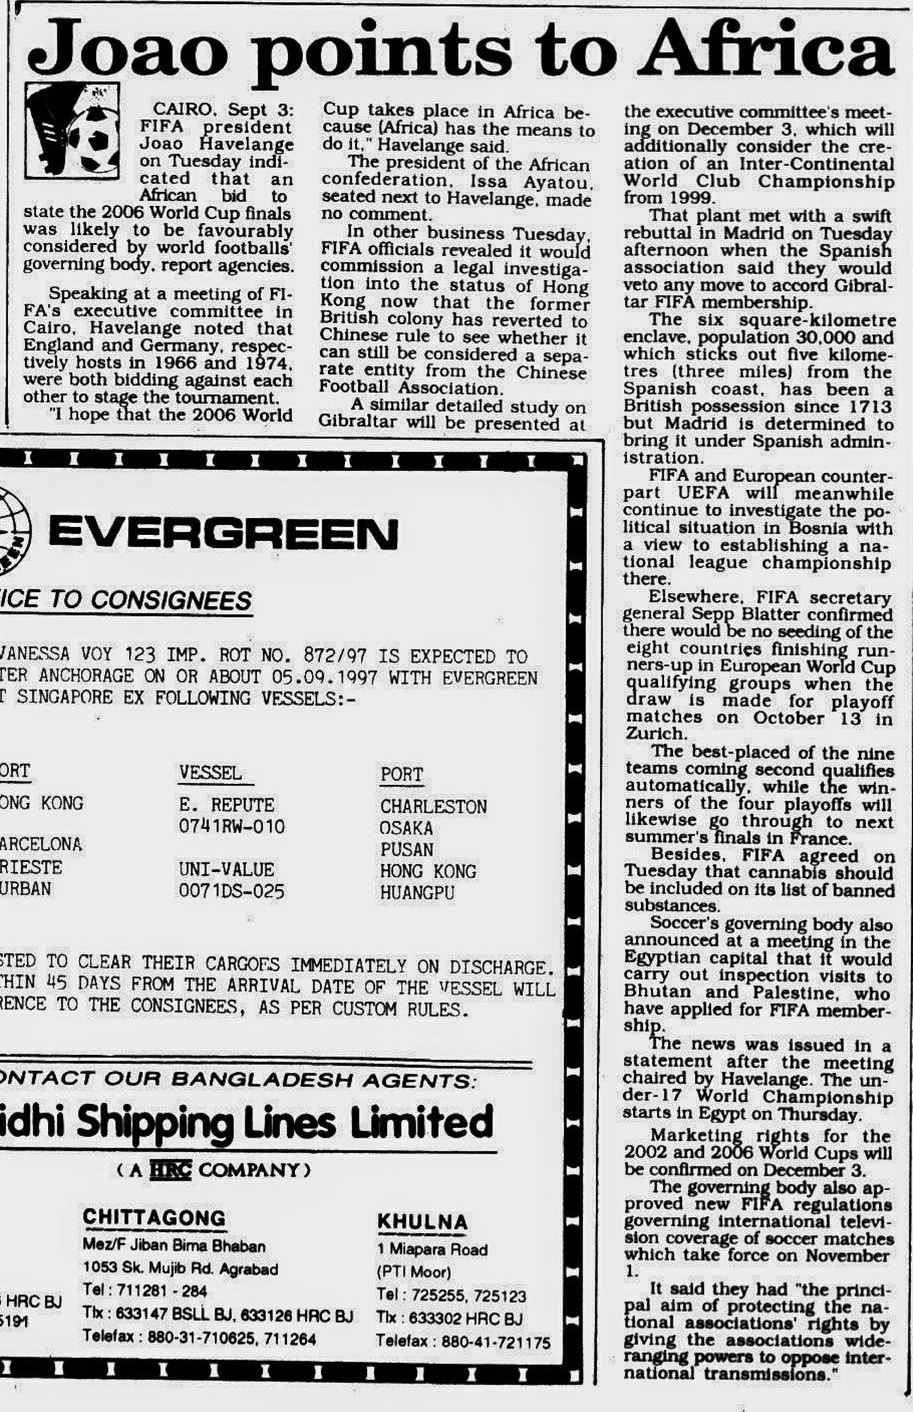 Joao points to Africa
CAIRO, Sept 3:
FIFA president
Joao Havelange
on Tuesday indi-
cated that an
African bid to
state the 2006 World Cup finals
was likely to be favourably
considered by world footballs'
governing body, report agencies.
Speaking at a meeting of FI-
FA's executive committee in
Cairo, Havelange noted that
England and Germany, respec-
tively hosts in 1966 and 1974,
were both bidding against each
other to stage the tournament.
"I hope that the 2006 World
Cup takes place in Africa be-
cause (Africa) has the means to
do it," Havelange said.
The president of the African
confederation, Issa Ayatou,
seated next to Havelange, made
no comment.
In other business Tuesday,
FIFA officials revealed it would
commission a legal investiga-
tion into the status of Hong
Kong now that the former
British colony has reverted to
Chinese rule to see whether it
can still be considered a sepa-
rate entity from the Chinese
Football Association.
A similar detailed study on
Gibraltar will be presented at
the executive committee's meet-
ing on December 3, which will
additionally consider the cre-
ation of an Inter-Continental
World Club Championship
from 1999.
That plant met with a swift
rebuttal in Madrid on Tuesday
afternoon when the Spanish
association said they would
veto any move to accord Gibral-
tar FIFA membership.
The six square-kilometre
enclave, population 30,000 and
which sticks out five kilome-
tres (three miles) from the
Spanish coast, has been a
British possession since 1713
but Madrid is determined to
bring it under Spanish admin-
istration.
FIFA and European counter-
part UEFA will meanwhile
continue to investigate the po-
litical situation in Bosnia with
a view to establishing a na-
tional league championship
there.
Elsewhere, FIFA secretary
general Sepp Blatter confirmed
there would be no seeding of the
eight countries finishing run-
ners-up in European World Cup
qualifying groups when the
draw is made for playoff
matches on October 13 in
Zurich.
The best-placed of the nine
teams coming second qualifies
automatically, while the win-
ners of the four playoffs will
likewise go through to next
summer's finals in France.
Besides, FIFA agreed on
Tuesday that cannabis should
be included on its list of banned
substances.
Soccer's governing body also
announced at a meeting in the
Egyptian capital that it would
carry out inspection visits to
Bhutan and Palestine, who
have applied for FIFA member-
ship.
The news was issued in a
statement after the meeting
chaired by Havelange. The un-
der-17 World Championship
starts in Egypt on Thursday.
Marketing rights for the
2002 and 2006 World Cups will
be confirmed on December 3.
The governing body also ap-
proved new FIFA regulations
governing international televi-
sion coverage of soccer matches
which take force on November
1.
It said they had "the princi-
pal aim of protecting the na-
tional associations' rights by
giving the associations wide-
ranging powers to oppose inter-
national transmissions."
EVERGREEN
ICE TO CONSIGNEES
VANESSA VOY 123 IMP. ROT NO. 872/97 IS EXPECTED TO
TER ANCHORAGE ON OR ABOUT 05.09.1997 WITH EVERGREEN
T SINGAPORE EX FOLLOWING VESSELS:-
ORT VESSEL PORT
ONG KONG E. REPUTE CHARLESTON
0741RW-010 OSAKA
ARCELONA PUSAN
RIESTE UNI-VALUE HONG KONG
URBAN 0071DS-025 HUANGPU
STED TO CLEAR THEIR CARGOES IMMEDIATELY ON DISCHARGE.
THIN 45 DAYS FROM THE ARRIVAL DATE OF THE VESSEL WILL
RENCE TO THE CONSIGNEES, AS PER CUSTOM RULES.
ONTACT OUR BANGLADESH AGENTS:
idhi Shipping Lines Limited
(A HRC COMPANY)
CHITTAGONG
Mez/F Jiban Bima Bhaban
1053 Sk. Mujib Rd. Agrabad
Tel : 711281 - 284
Tlx : 633147 BSLL BJ, 633126 HRC BJ
Telefax : 880-31-710625, 711264
KHULNA
1 Miapara Road
(PTI Moor)
Tel : 725255, 725123
Tlx : 633302 HRC BJ
Telefax : 880-41-721175
HRC BJ
5191